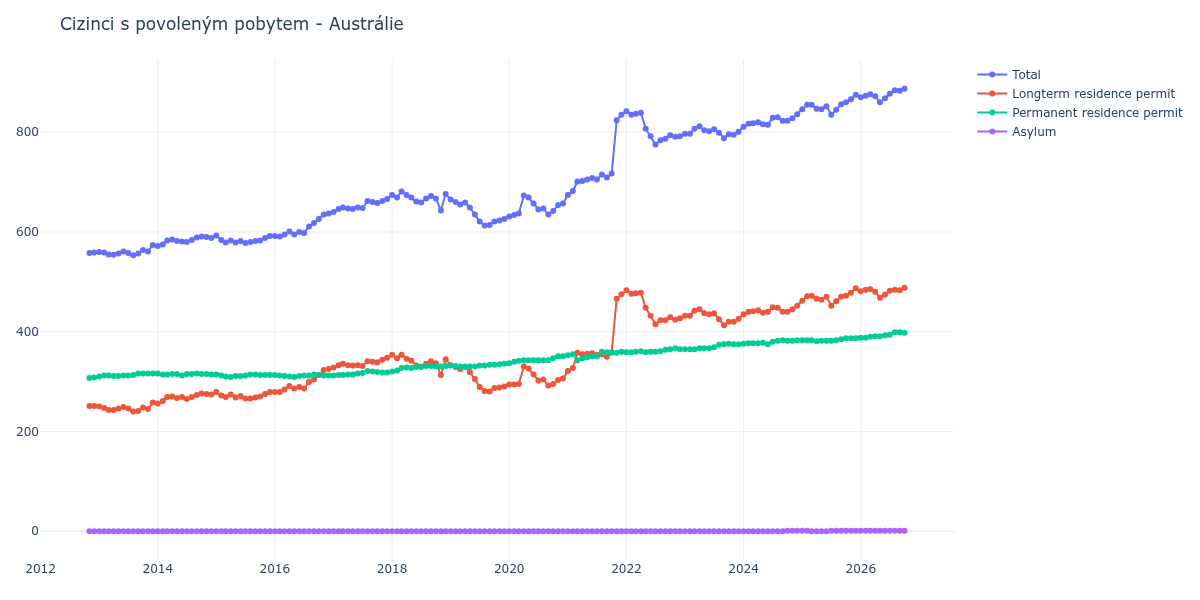 Cizinci s povoleným pobytem - Austrálie
Total
Longterm residence permit
Permanent residence permit
Asylum
800
600
400
200
0
2012
2014
2016
2018
2020
2022
2024
2026